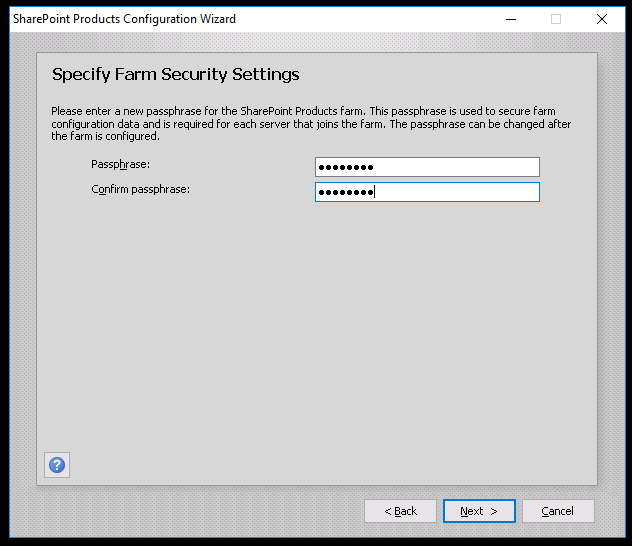 SharePoint Products Configuration Wizard
Specify Farm Security Settings
Please enter a new passphrase for the SharePoint Products farm. This passphrase is used to secure farm
configuration data and is required for each server that joins the farm. The passphrase can be changed after
the farm is configured.
Passphrase:
●●●●●●●●
Confirm passphrase:
●●●●●●●●
?
< Back
Next >
Cancel